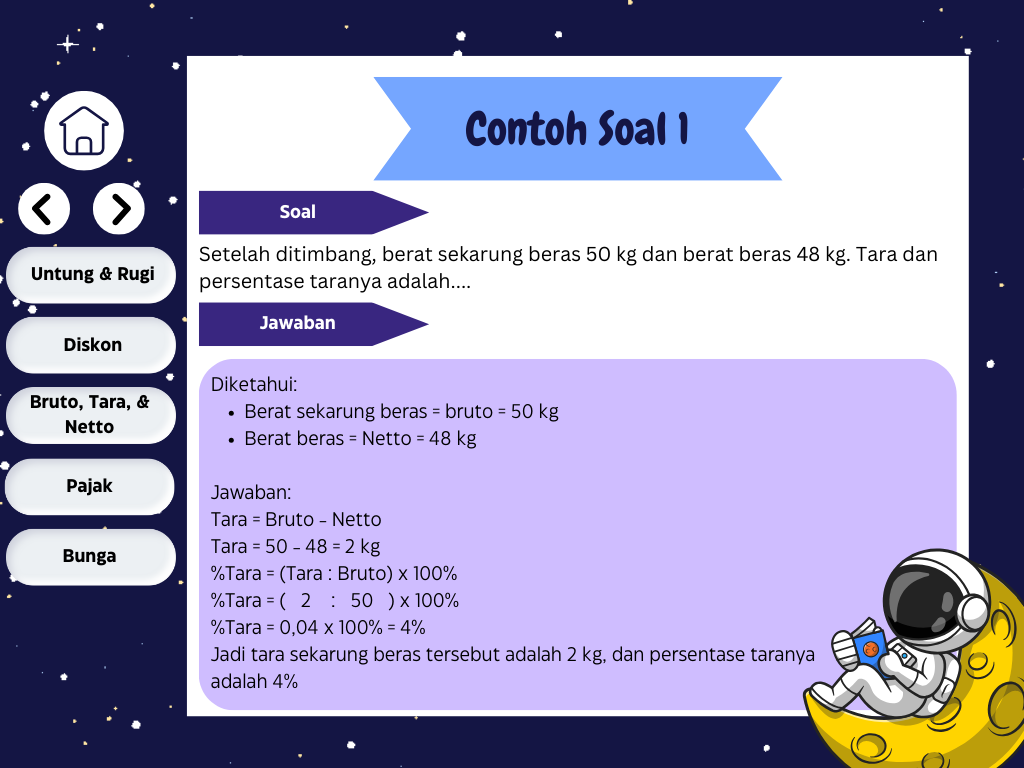 Contoh Soal 1
Soal
Setelah ditimbang, berat sekarung beras 50 kg dan berat beras 48 kg. Tara dan
persentase taranya adalah....
Jawaban
Diketahui:
• Berat sekarung beras = bruto = 50 kg
• Berat beras = Netto = 48 kg
Jawaban:
Tara = Bruto – Netto
Tara = 50 – 48 = 2 kg
%Tara = (Tara : Bruto) x 100%
%Tara = ( 2 : 50 ) x 100%
%Tara = 0,04 x 100% = 4%
Jadi tara sekarung beras tersebut adalah 2 kg, dan persentase taranya
adalah 4%
Untung & Rugi
Diskon
Bruto, Tara, &
Netto
Pajak
Bunga